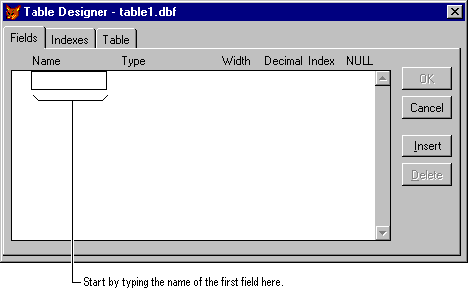 Table Designer - table1.dbf
Fields Indexes Table
Name Type Width Decimal Index NULL
OK
Cancel
Insert
Delete
Start by typing the name of the first field here.